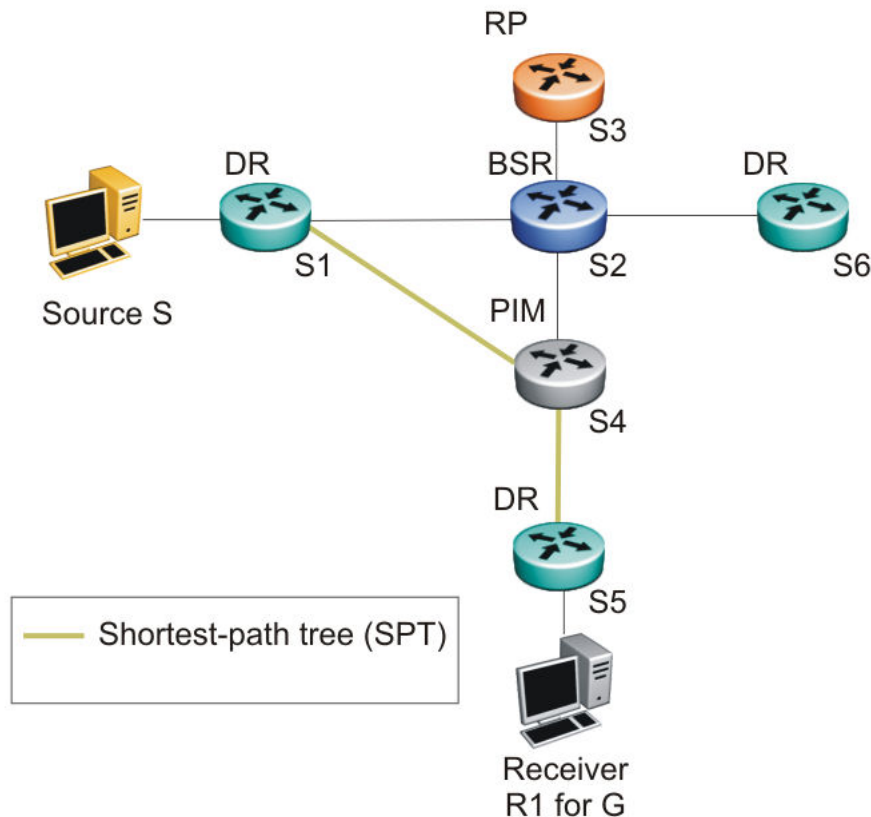 RP
S3
DR
BSR
DR
S1
S2
S6
Source S
PIM
S4
DR
S5
Shortest-path tree (SPT)
Receiver
R1 for G